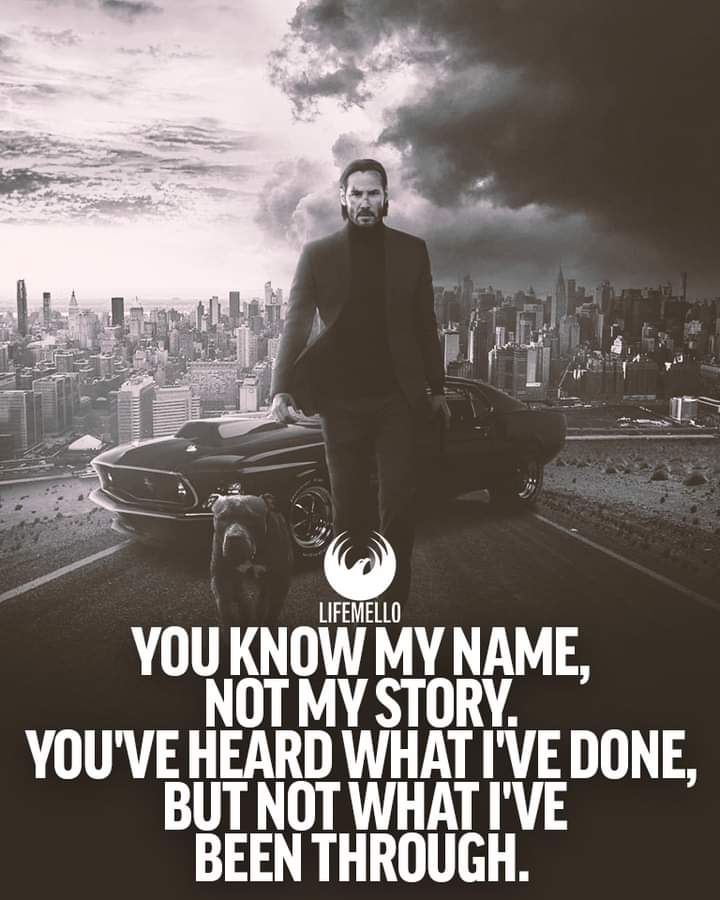 LIFEMELLO
YOU KNOW MY NAME,
NOT MY STORY.
YOU'VE HEARD WHAT I'VE DONE,
BUT NOT WHAT I'VE
BEEN THROUGH.